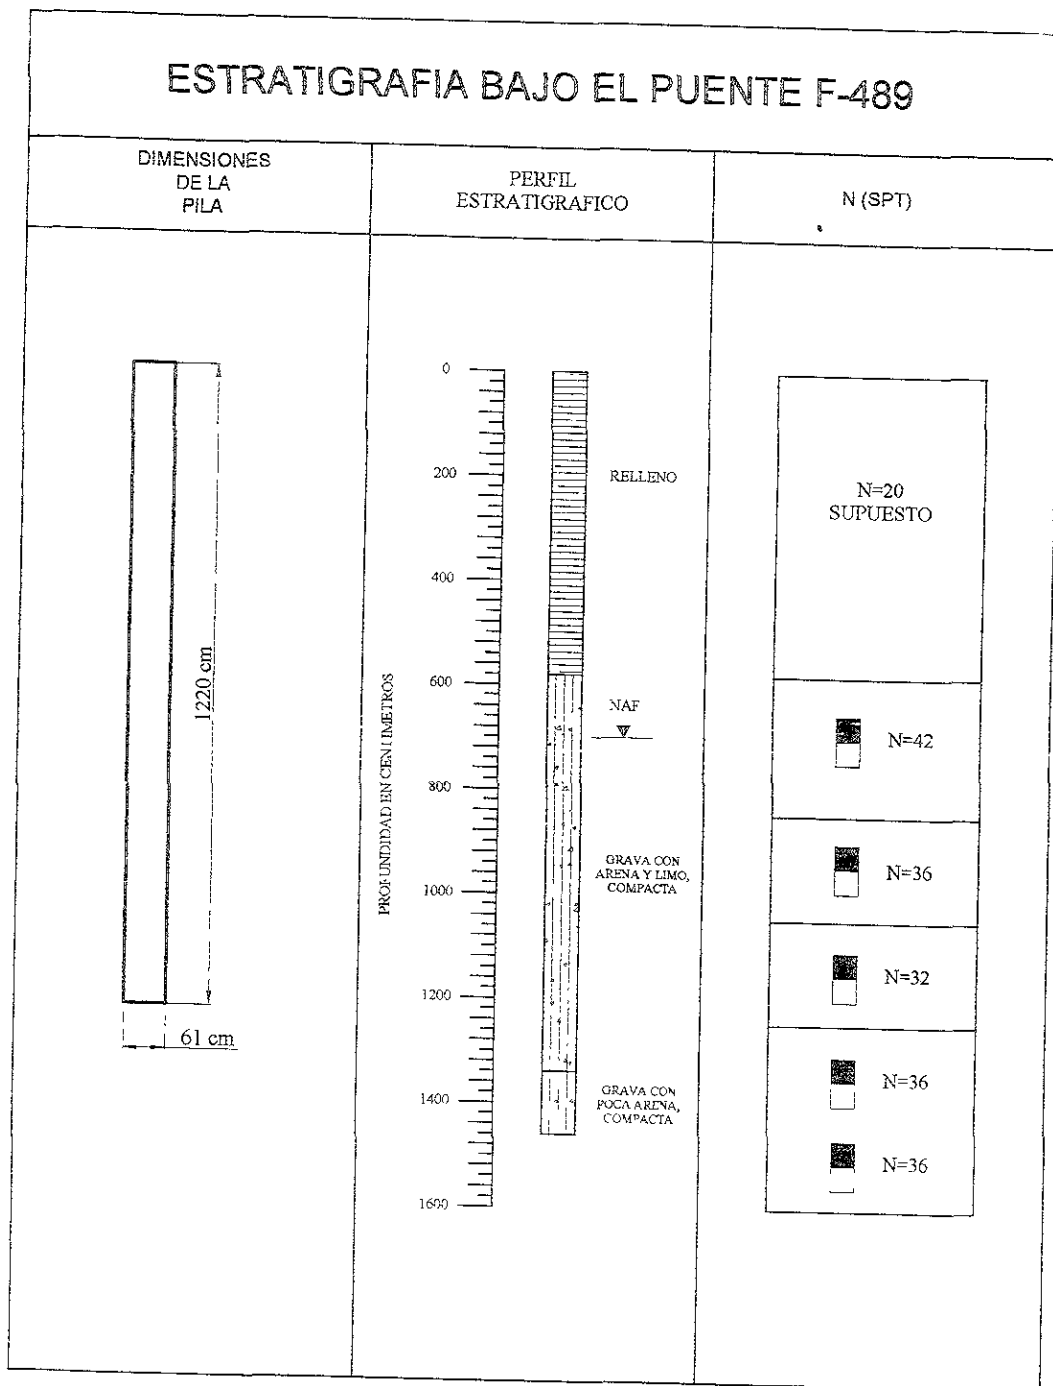 ESTRATIGRAFIA BAJO EL PUENTE F-489
DIMENSIONES
DE LA
PILA
PERFIL
ESTRATIGRAFICO
N (SPT)
1220 cm
61 cm
PROFUNDIDAD EN CENTIMETROS
0
200
400
600
800
1000
1200
1400
1600
RELLENO
NAF
GRAVA CON
ARENA Y LIMO,
COMPACTA
GRAVA CON
POCA ARENA,
COMPACTA
N=20
SUPUESTO
N=42
N=36
N=32
N=36
N=36